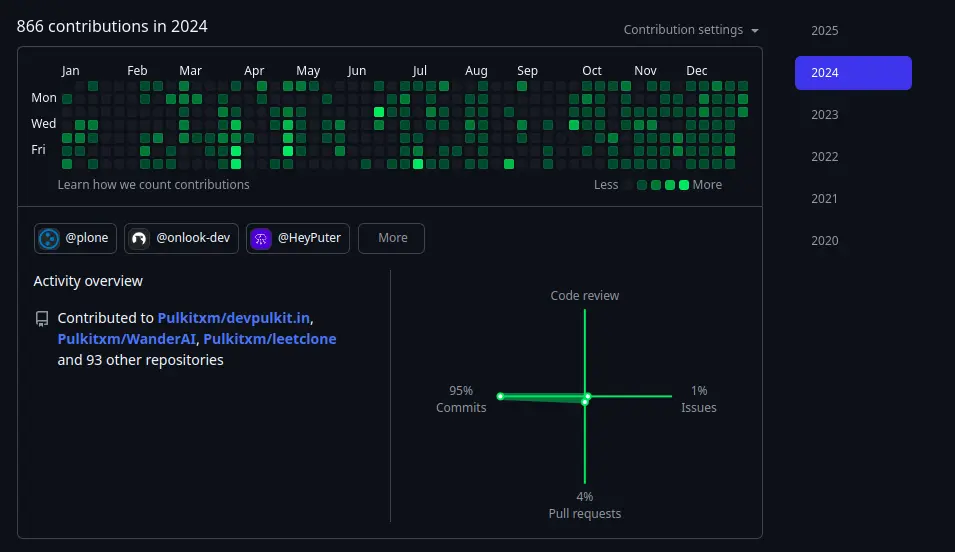 866 contributions in 2024
Contribution settings
2025
2024
2023
2022
2021
2020
Jan Feb Mar Apr May Jun Jul Aug Sep Oct Nov Dec
Mon
Wed
Fri
Learn how we count contributions
Less More
@plone @onlook-dev @HeyPuter More
Activity overview
Contributed to Pulkitxm/devpulkit.in,
Pulkitxm/WanderAI, Pulkitxm/leetclone
and 93 other repositories
Code review
95%
Commits
1%
Issues
4%
Pull requests